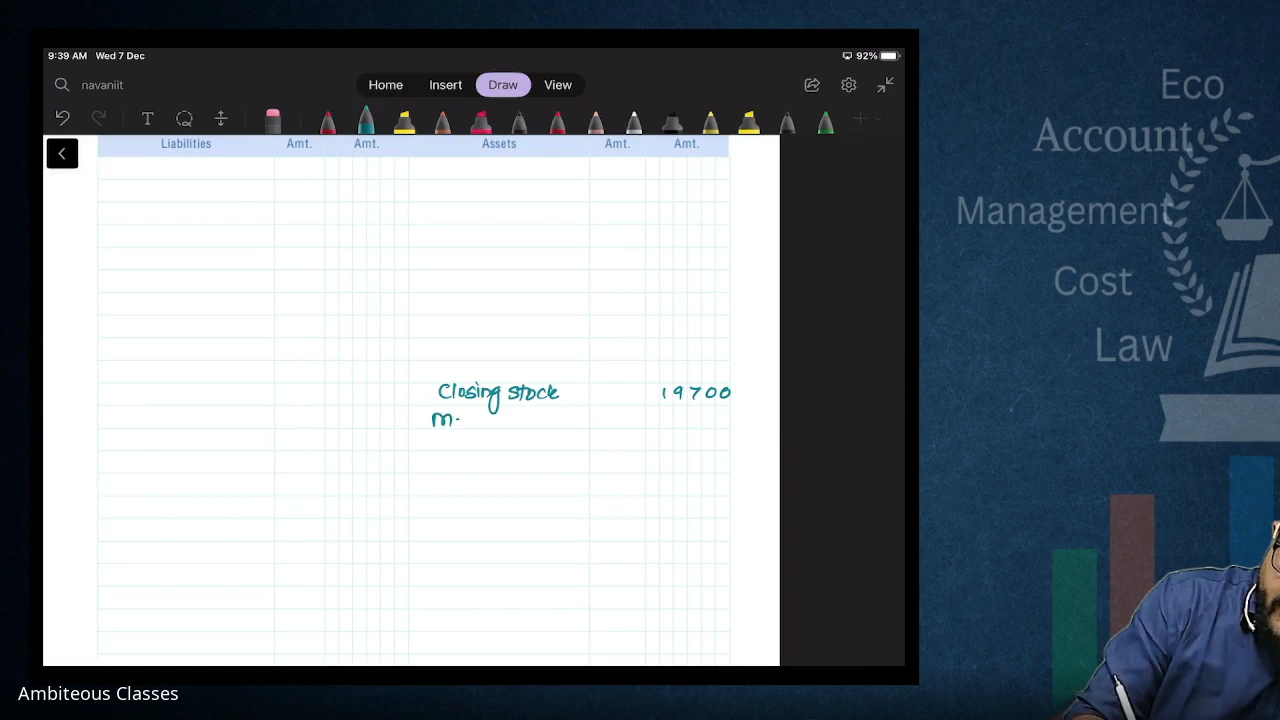 9:39 AM Wed 7 Dec
92%
navaniit
Home Insert Draw View
Liabilities Amt. Amt. Assets Amt. Amt.
Closing stock 19700
M.
Eco
Account
Management
Cost
Law
Ambiteous Classes